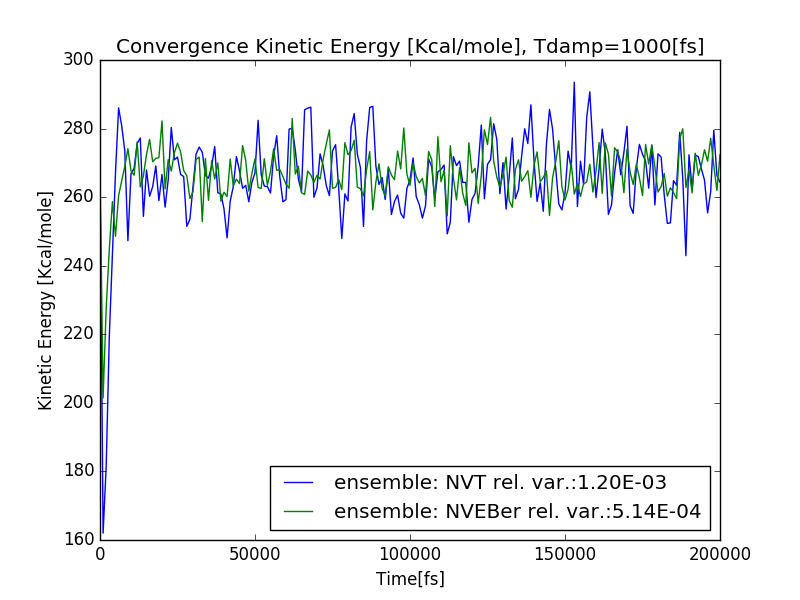 Convergence Kinetic Energy [Kcal/mole], Tdamp=1000[fs]
300
280
260
240
220
200
180
160
Kinetic Energy [Kcal/mole]
ensemble: NVT rel. var.:1.20E-03
ensemble: NVEBer rel. var.:5.14E-04
0 50000 100000 150000 200000
Time[fs]